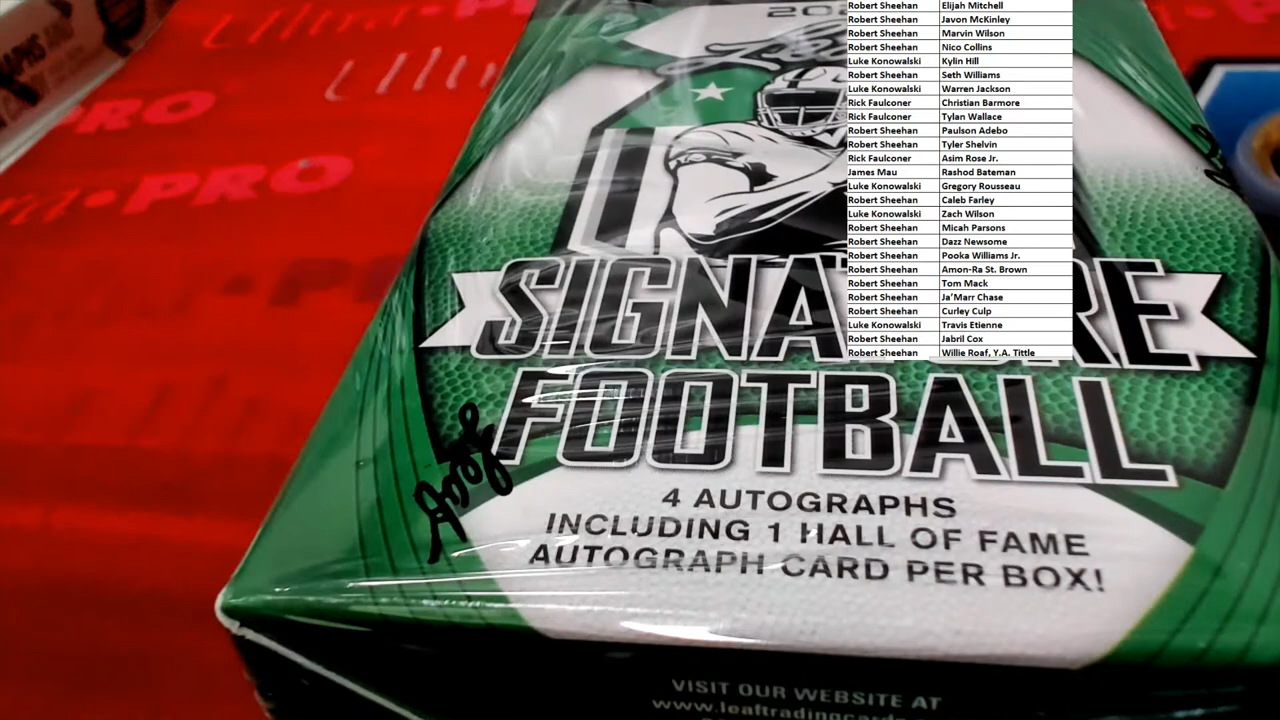 Robert Sheehan Elijah Mitchell
Robert Sheehan Javon McKinley
Robert Sheehan Marvin Wilson
Robert Sheehan Nico Collins
Luke Konowalski Kylin Hill
Robert Sheehan Seth Williams
Luke Konowalski Warren Jackson
Rick Faulconer Christian Barmore
Rick Faulconer Tylan Wallace
Robert Sheehan Paulson Adebo
Robert Sheehan Tyler Shelvin
Rick Faulconer Asim Rose Jr.
James Mau Rashod Bateman
Luke Konowalski Gregory Rousseau
Robert Sheehan Caleb Farley
Luke Konowalski Zach Wilson
Robert Sheehan Micah Parsons
Robert Sheehan Dazz Newsome
Robert Sheehan Pooka Williams Jr.
Robert Sheehan Amon-Ra St. Brown
Robert Sheehan Tom Mack
Robert Sheehan Ja'Marr Chase
Robert Sheehan Curley Culp
Luke Konowalski Travis Etienne
Robert Sheehan Jabril Cox
Robert Sheehan Willie Roaf, Y.A. Tittle
PRO
PRO
FOOTBALL
4 AUTOGRAPHS
INCLUDING 1 HALL OF FAME
AUTOGRAPH CARD PER BOX!
VISIT OUR WEBSITE AT